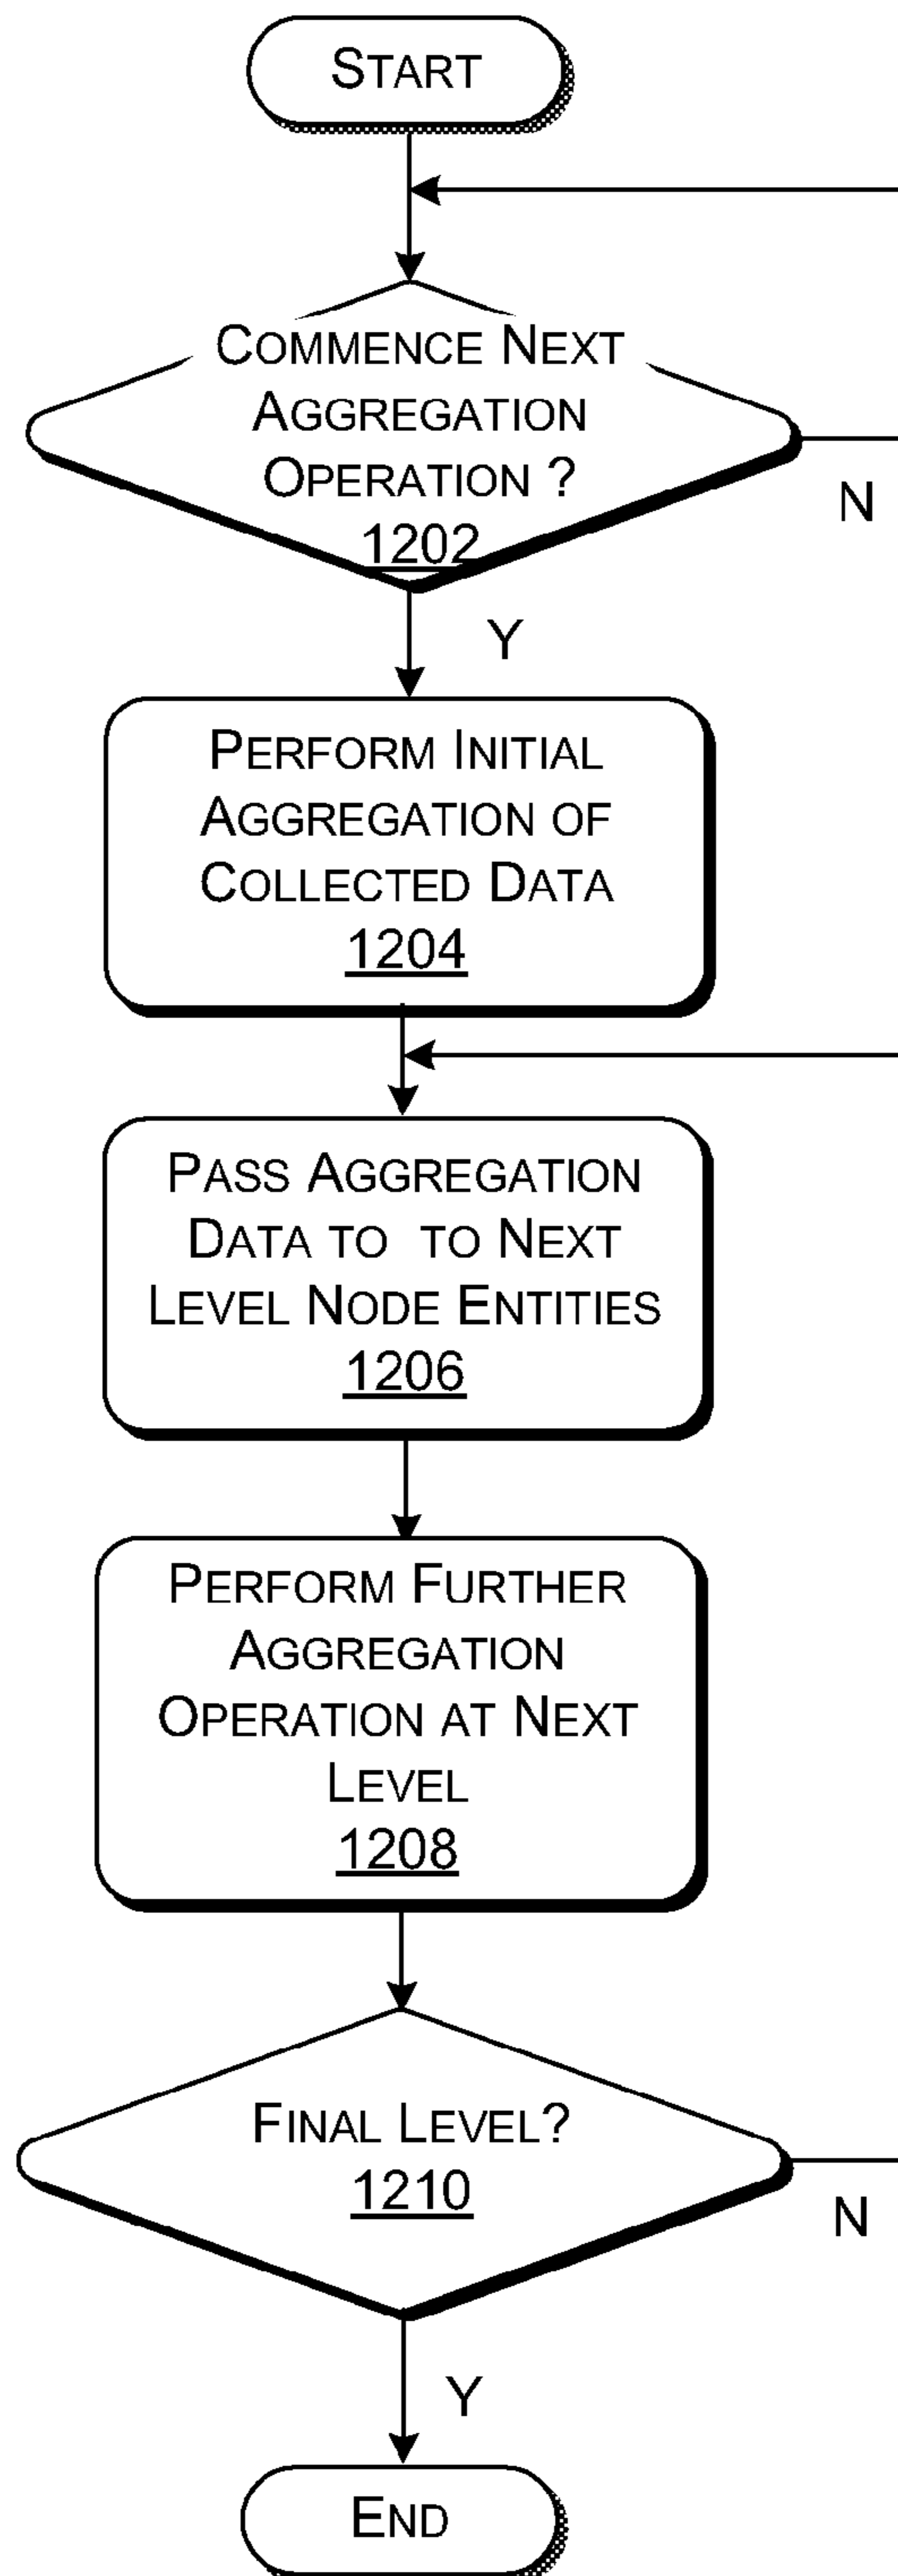 START
COMMENCE NEXT
AGGREGATION
OPERATION ?
1202
N
Y
PERFORM INITIAL
AGGREGATION OF
COLLECTED DATA
1204
PASS AGGREGATION
DATA TO TO NEXT
LEVEL NODE ENTITIES
1206
PERFORM FURTHER
AGGREGATION
OPERATION AT NEXT
LEVEL
1208
FINAL LEVEL?
1210
N
Y
END